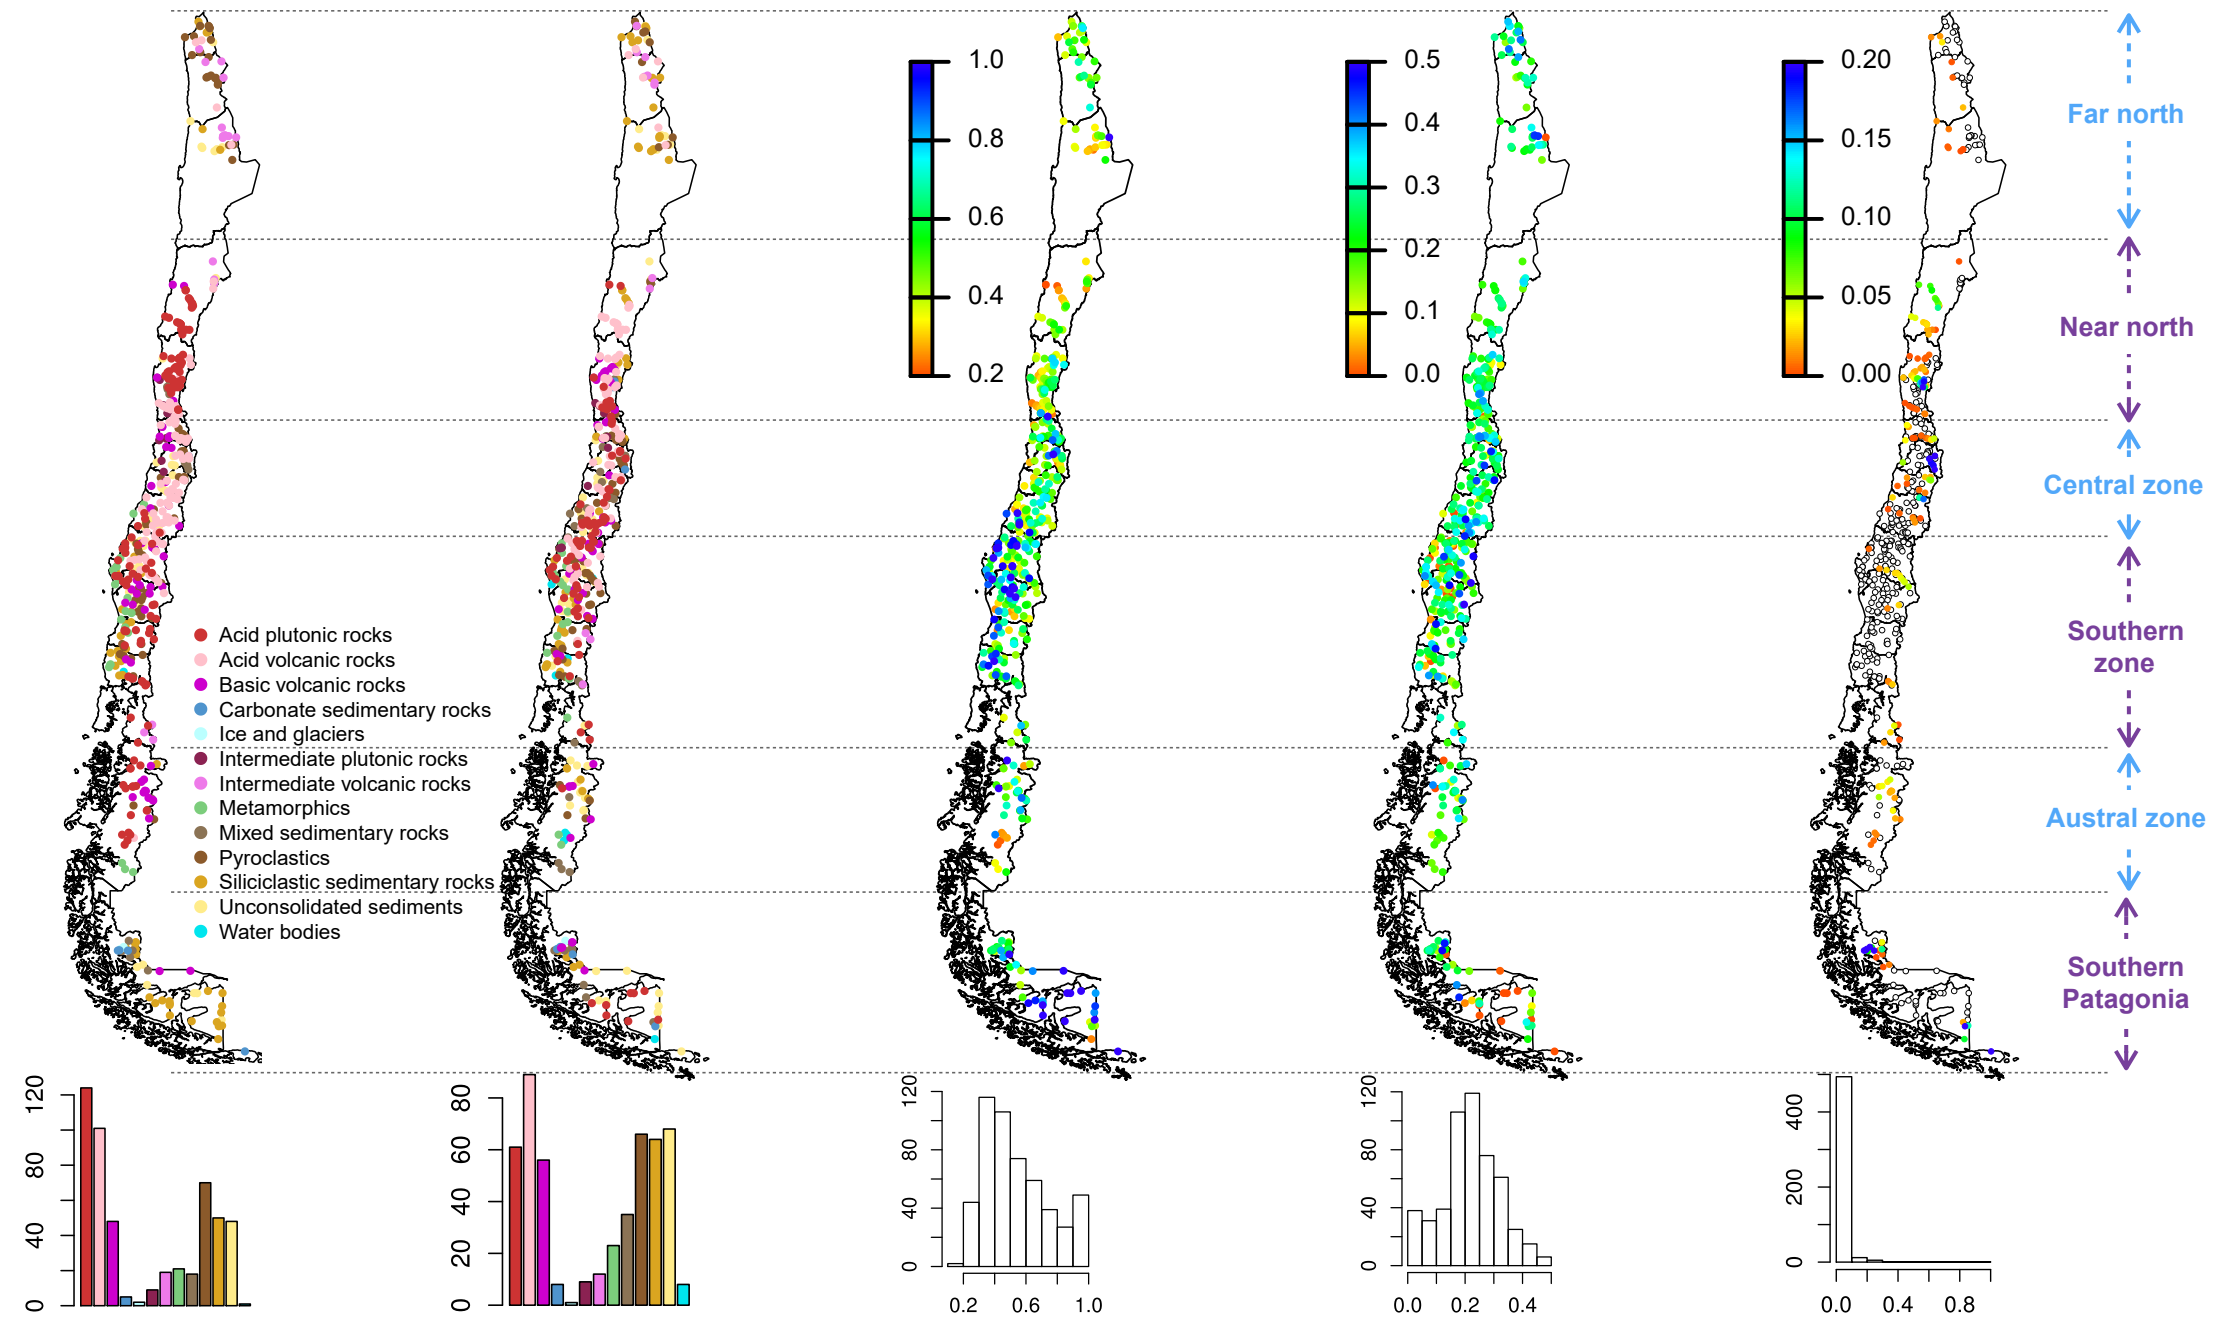 1.0
0.8
0.6
0.4
0.2
0.5
0.4
0.3
0.2
0.1
0.0
0.20
0.15
0.10
0.05
0.00
Far north
Near north
Central zone
Southern
zone
Austral zone
Southern
Patagonia
Acid plutonic rocks
Acid volcanic rocks
Basic volcanic rocks
Carbonate sedimentary rocks
Ice and glaciers
Intermediate plutonic rocks
Intermediate volcanic rocks
Metamorphics
Mixed sedimentary rocks
Pyroclastics
Siliciclastic sedimentary rocks
Unconsolidated sediments
Water bodies
120
80
40
0
80
60
40
20
0
120
80
40
0
0.2 0.6 1.0
120
80
40
0
0.0 0.2 0.4
400
200
0
0.0 0.4 0.8